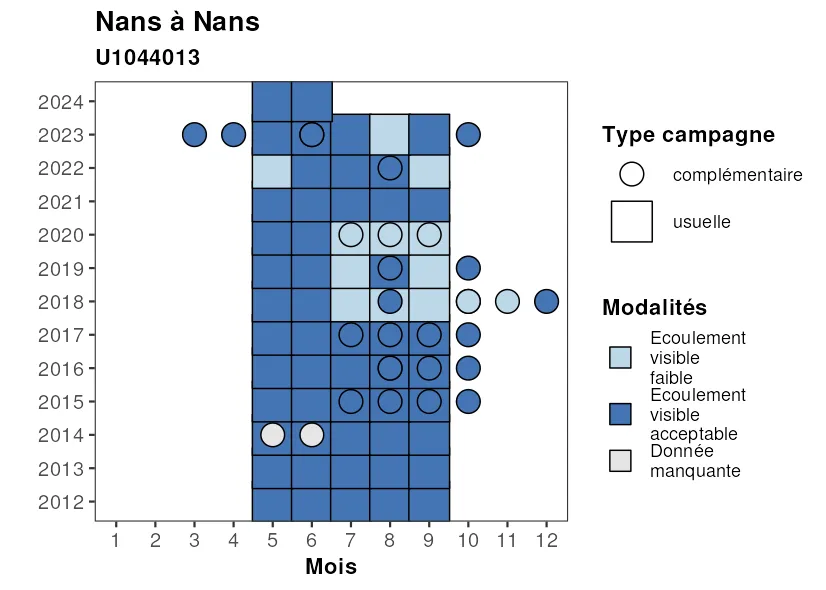 Nans à Nans
U1044013
2024
2023
2022
2021
2020
2019
2018
2017
2016
2015
2014
2013
2012
1 2 3 4 5 6 7 8 9 10 11 12
Mois
Type campagne
complémentaire
usuelle
Modalités
Ecoulement
visible
faible
Ecoulement
visible
acceptable
Donnée
manquante